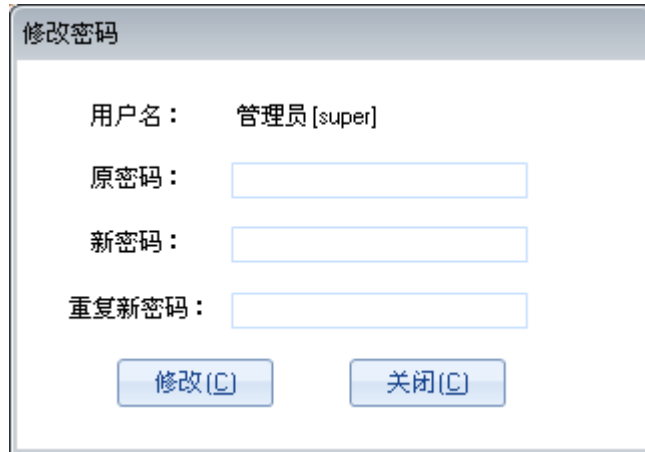 修改密码
用户名： 管理员[super]
原密码：
新密码：
重复新密码：
修改(C) 关闭(C)